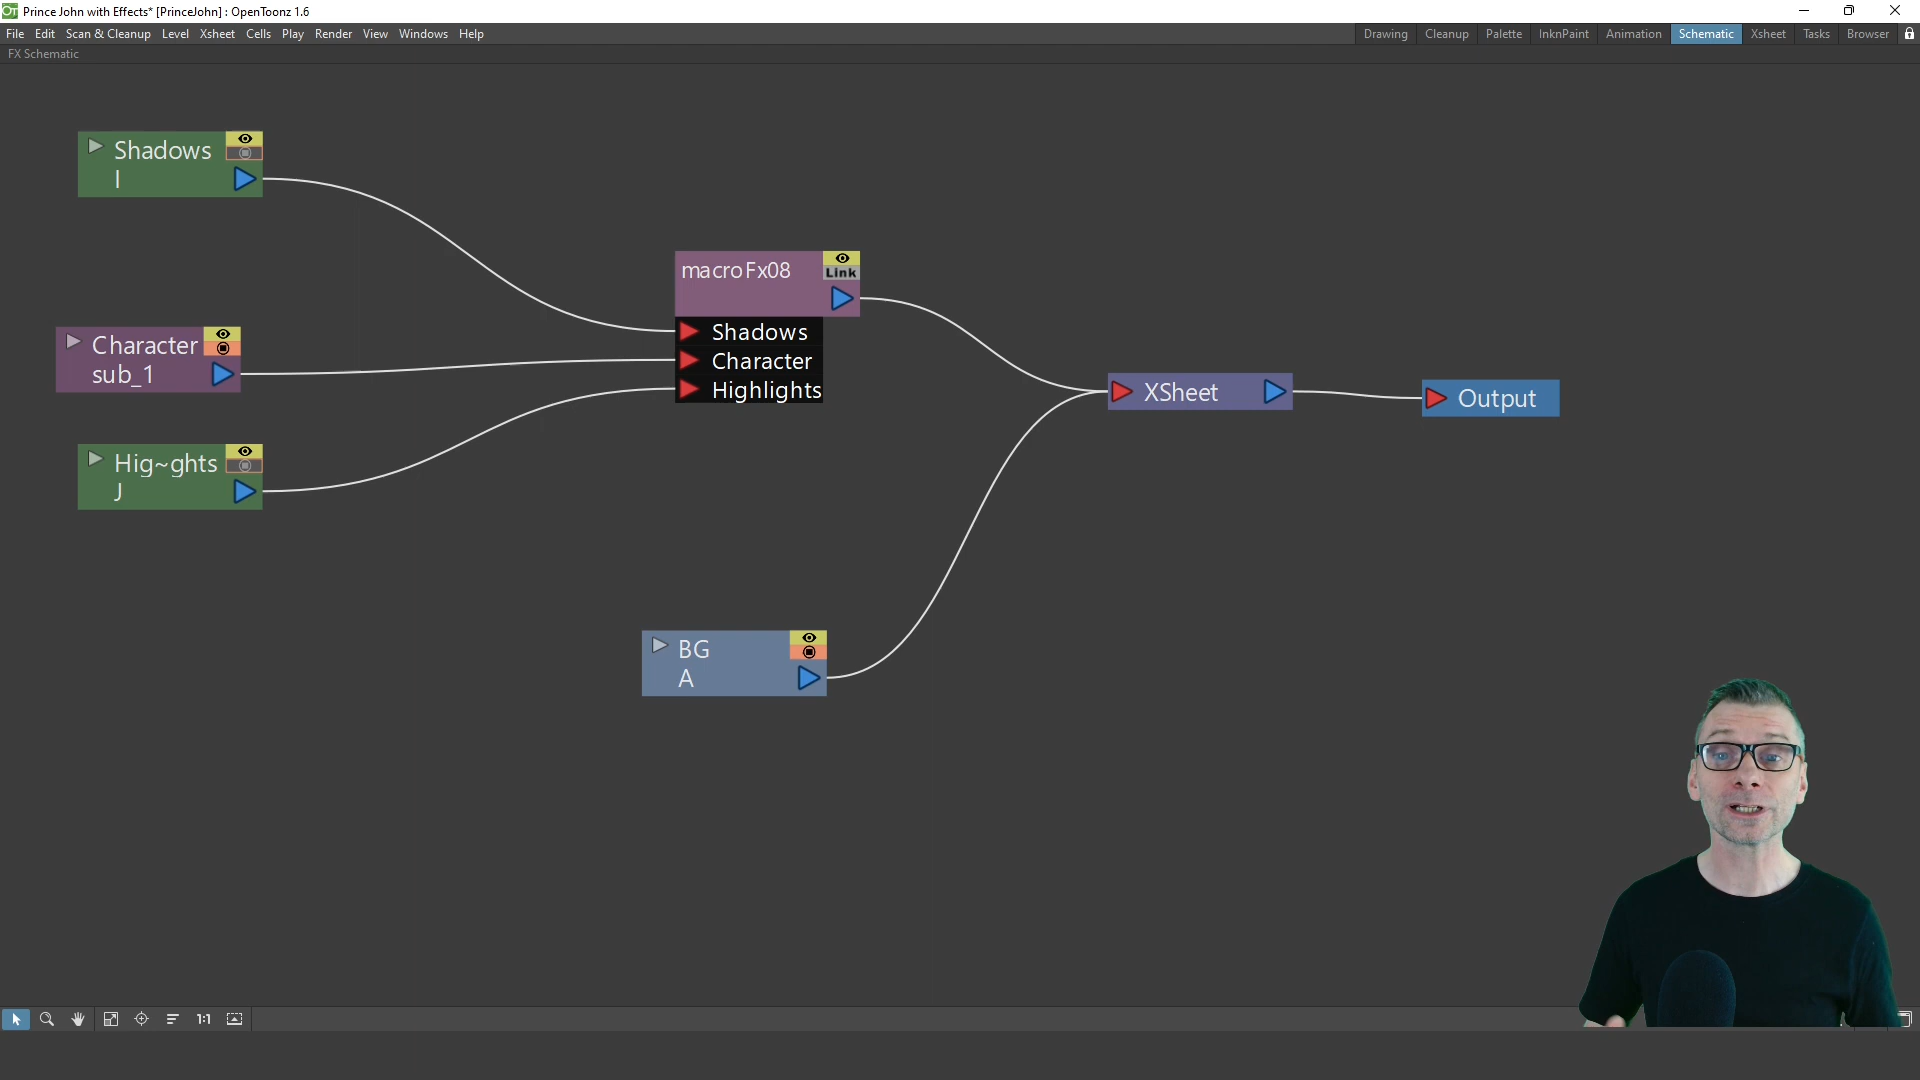 Prince John with Effects* [PrinceJohn] : OpenToonz 1.6
File Edit Scan & Cleanup Level Xsheet Cells Play Render View Windows Help
Drawing Cleanup Palette InknPaint Animation Schematic Xsheet Tasks Browser
FX Schematic
Shadows
I
macroFx08
Link
Shadows
Character
Highlights
Character
sub_1
XSheet
Output
Hig~ghts
J
BG
A
1:1